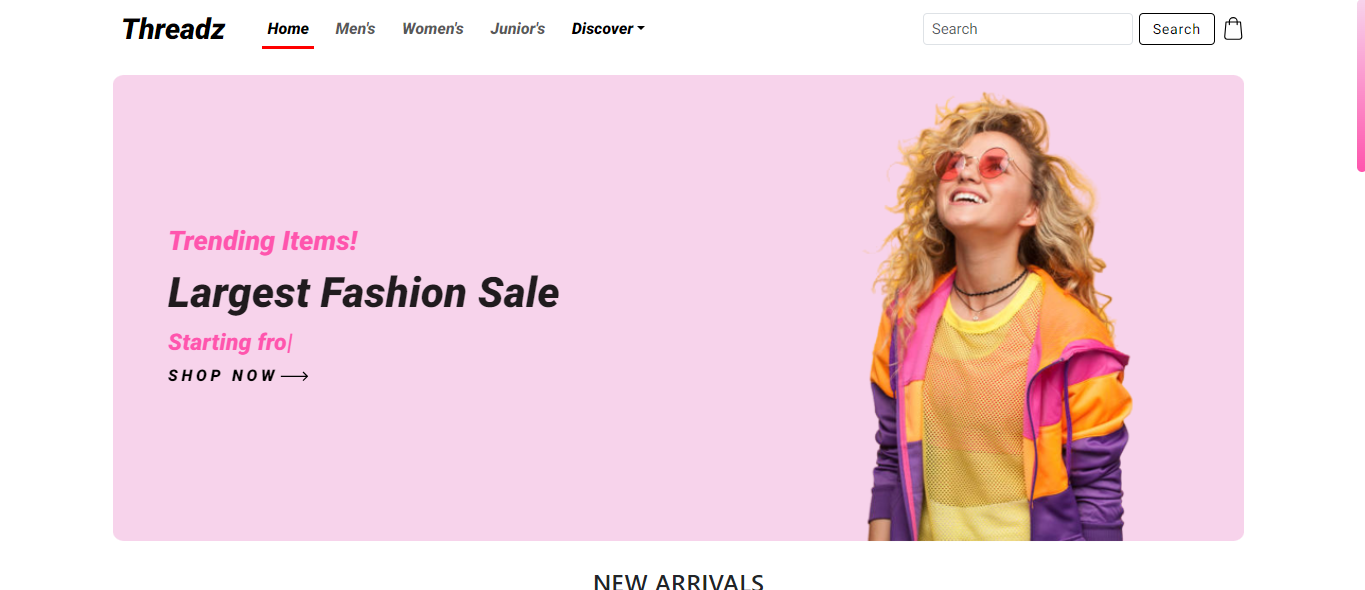 Threadz Home Men's Women's Junior's Discover Search Search
Trending Items!
Largest Fashion Sale
Starting fro|
SHOP NOW
NEW ARRIVALS